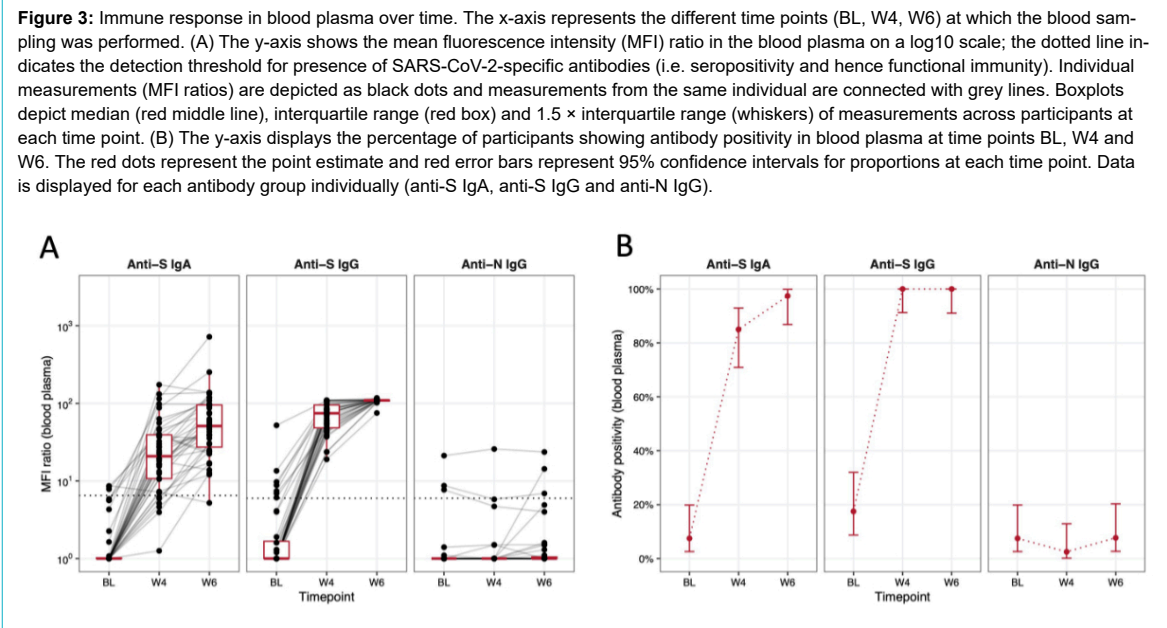 Figure 3: Immune response in blood plasma over time. The x-axis represents the different time points (BL, W4, W6) at which the blood sam-
pling was performed. (A) The y-axis shows the mean fluorescence intensity (MFI) ratio in the blood plasma on a log10 scale; the dotted line in-
dicates the detection threshold for presence of SARS-CoV-2-specific antibodies (i.e. seropositivity and hence functional immunity). Individual
measurements (MFI ratios) are depicted as black dots and measurements from the same individual are connected with grey lines. Boxplots
depict median (red middle line), interquartile range (red box) and 1.5 × interquartile range (whiskers) of measurements across participants at
each time point. (B) The y-axis displays the percentage of participants showing antibody positivity in blood plasma at time points BL, W4 and
W6. The red dots represent the point estimate and red error bars represent 95% confidence intervals for proportions at each time point. Data
is displayed for each antibody group individually (anti-S IgA, anti-S IgG and anti-N IgG).
A
Anti–S IgA
Anti–S IgG
Anti–N IgG
MFI ratio (blood plasma)
10³
10²
10¹
10⁰
BL
W4
W6
BL
W4
W6
BL
W4
W6
Timepoint
B
Anti–S IgA
Anti–S IgG
Anti–N IgG
Antibody positivity (blood plasma)
100%
80%
60%
40%
20%
0%
BL
W4
W6
BL
W4
W6
BL
W4
W6
Timepoint